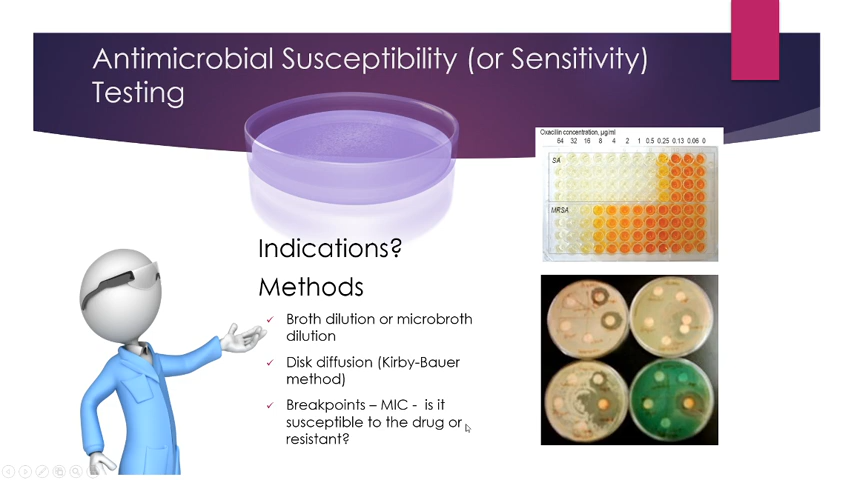 Antimicrobial Susceptibility (or Sensitivity)
Testing
Oxacillin concentration, µg/ml
64 32 16 8 4 2 1 0.5 0.25 0.13 0.06 0
SA
MRSA
Indications?
Methods
Broth dilution or microbroth
dilution
Disk diffusion (Kirby-Bauer
method)
Breakpoints – MIC - is it
susceptible to the drug or
resistant?